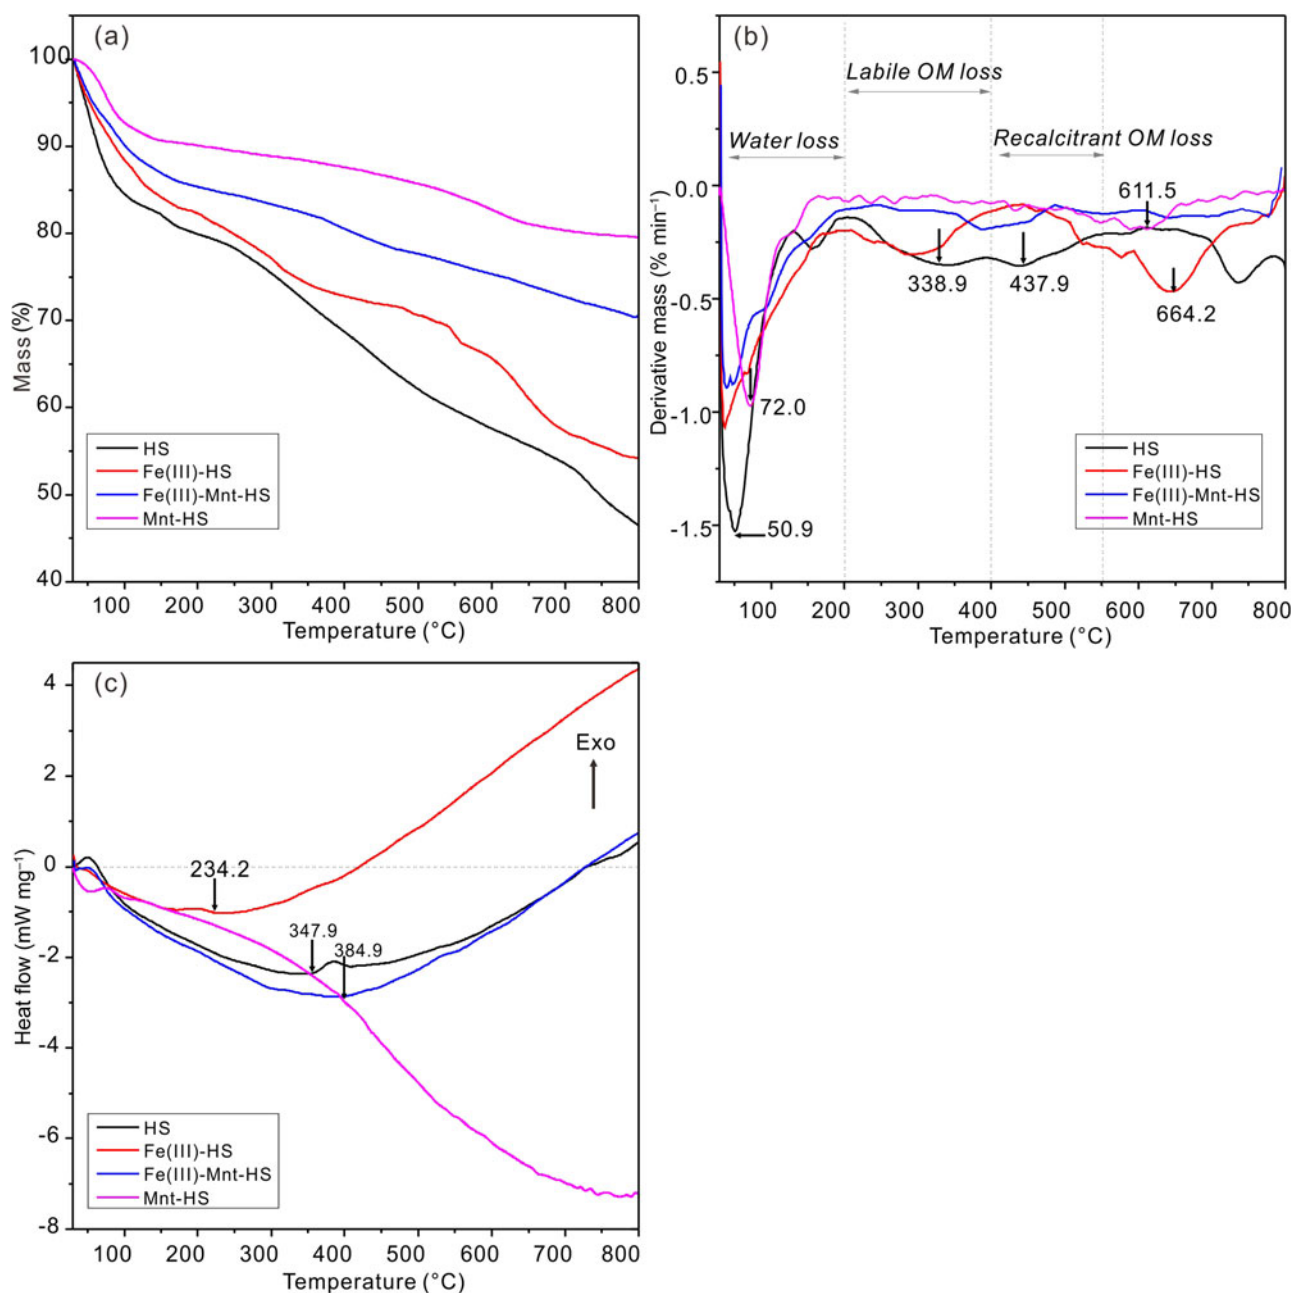 (a)
100
90
80
70
60
50
40
Mass (%)
HS
Fe(III)-HS
Fe(III)-Mnt-HS
Mnt-HS
100 200 300 400 500 600 700 800
Temperature (°C)
(b)
0.5
0.0
-0.5
-1.0
-1.5
Derivative mass (% min⁻¹)
Labile OM loss
Water loss
Recalcitrant OM loss
611.5
338.9
437.9
664.2
72.0
50.9
HS
Fe(III)-HS
Fe(III)-Mnt-HS
Mnt-HS
100 200 300 400 500 600 700 800
Temperature (°C)
(c)
4
2
0
-2
-4
-6
-8
Heat flow (mW mg⁻¹)
Exo
234.2
347.9
384.9
HS
Fe(III)-HS
Fe(III)-Mnt-HS
Mnt-HS
100 200 300 400 500 600 700 800
Temperature (°C)